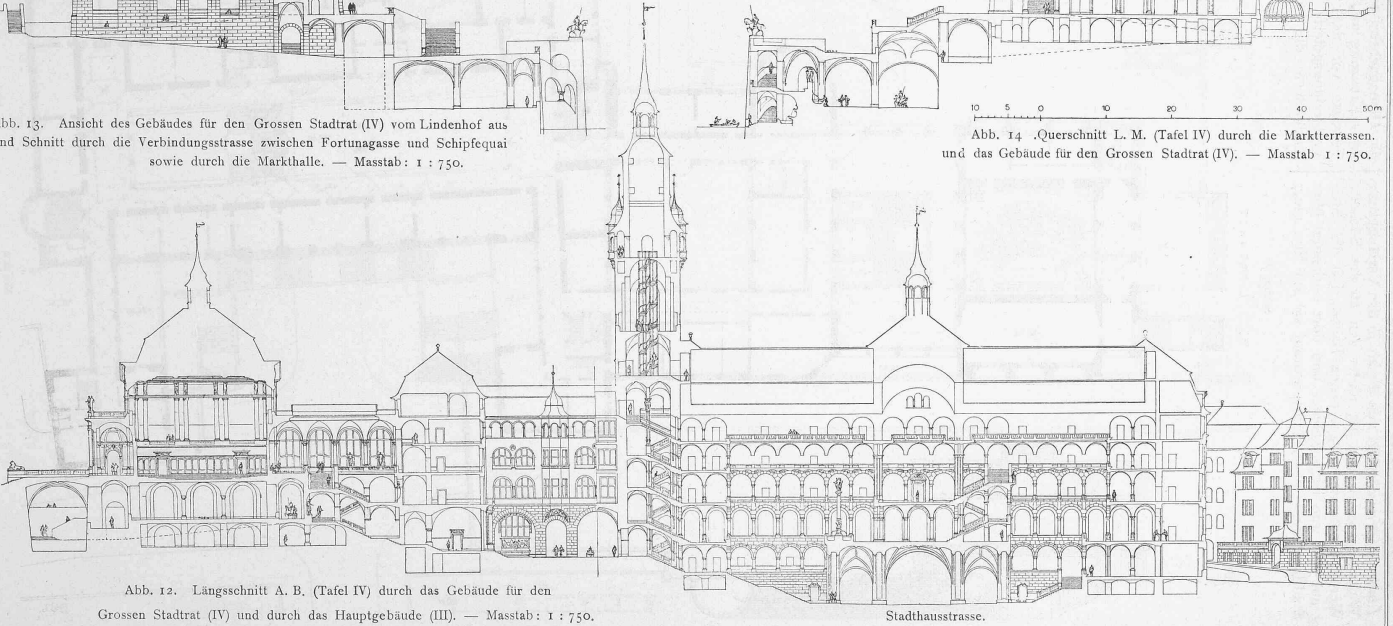 bb. 13. Ansicht des Gebäudes für den Grossen Stadtrat (IV) vom Lindenhof aus
nd Schnitt durch die Verbindungsstrasse zwischen Fortunagasse und Schipfequai
sowie durch die Markthalle. — Masstab: 1 : 750.
10 5 0 10 20 30 40 50m
Abb. 14 .Querschnitt L. M. (Tafel IV) durch die Marktterrassen.
und das Gebäude für den Grossen Stadtrat (IV). — Masstab 1 : 750.
Abb. 12. Längsschnitt A. B. (Tafel IV) durch das Gebäude für den
Grossen Stadtrat (IV) und durch das Hauptgebäude (III). — Masstab: 1 : 750.
Stadthausstrasse.